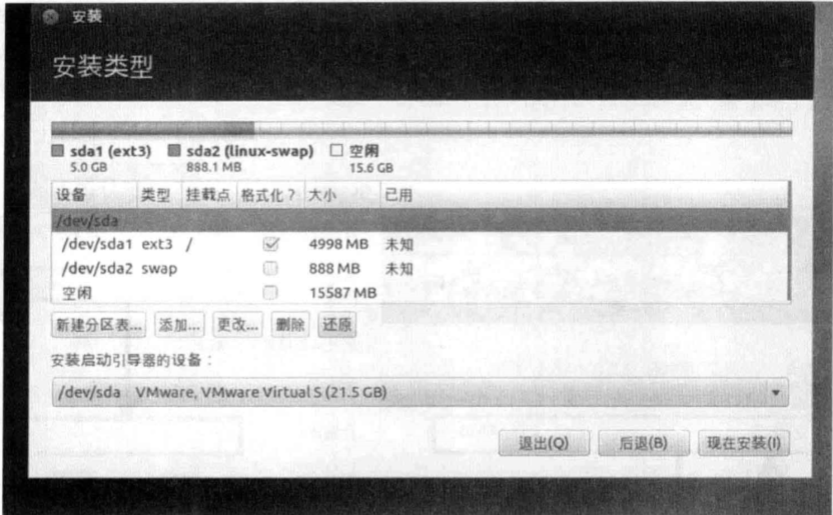 安装
安装类型
sda1 (ext3) sda2 (linux-swap) 空闲
5.0 GB 888.1 MB 15.6 GB
设备 类型 挂载点 格式化？ 大小 已用
/dev/sda
/dev/sda1 ext3 / 4998 MB 未知
/dev/sda2 swap 888 MB 未知
空闲 15587 MB
新建分区表... 添加... 更改... 删除 还原
安装启动引导器的设备：
/dev/sda VMware, VMware Virtual S (21.5 GB)
退出(Q) 后退(B) 现在安装(I)